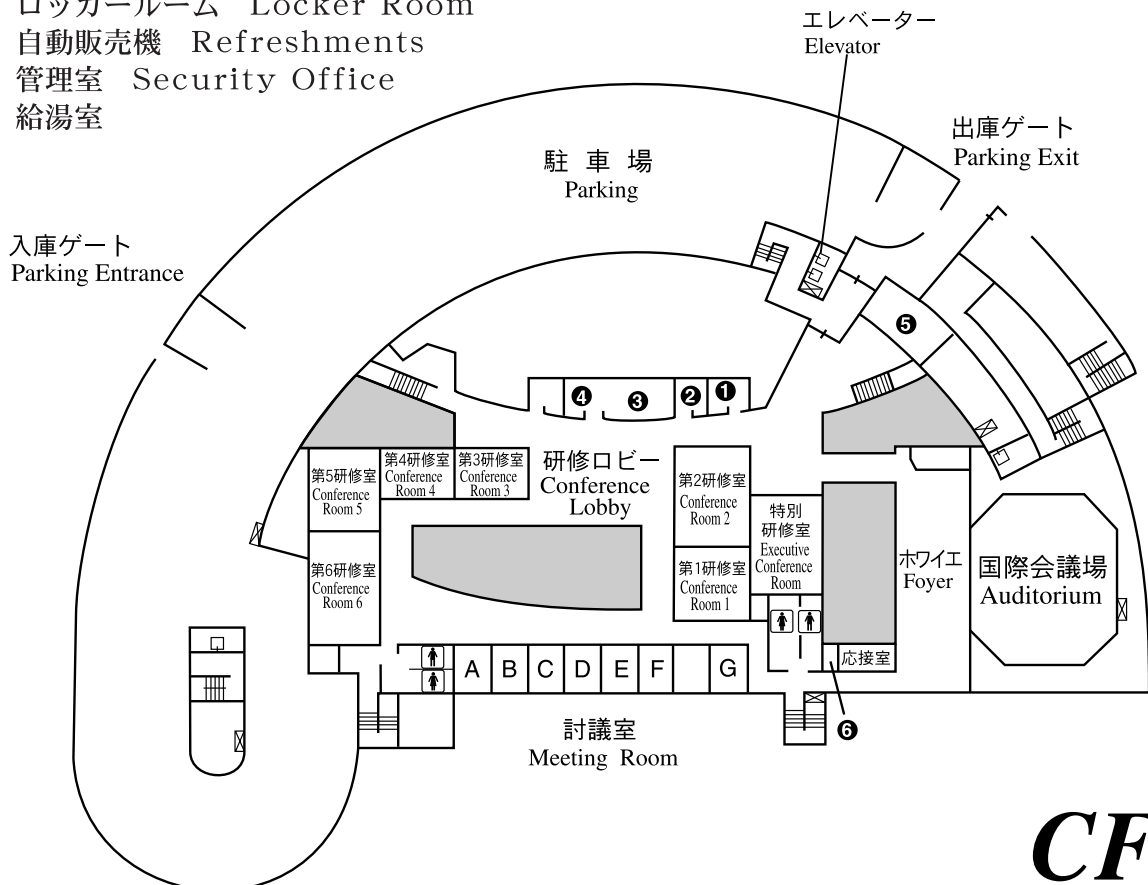 ロッカールーム Locker Room
自動販売機 Refreshments
管理室 Security Office
給湯室
エレベーター
Elevator
出庫ゲート
Parking Exit
駐車場
Parking
入庫ゲート
Parking Entrance
❺
❹
❸
❷
❶
第5研修室
Conference
Room 5
第4研修室
Conference
Room 4
第3研修室
Conference
Room 3
研修ロビー
Conference
Lobby
第2研修室
Conference
Room 2
特別
研修室
Executive
Conference
Room
第6研修室
Conference
Room 6
第1研修室
Conference
Room 1
ホワイエ
Foyer
国際会議場
Auditorium
A B C D E F G
応接室
❻
討議室
Meeting Room
CF